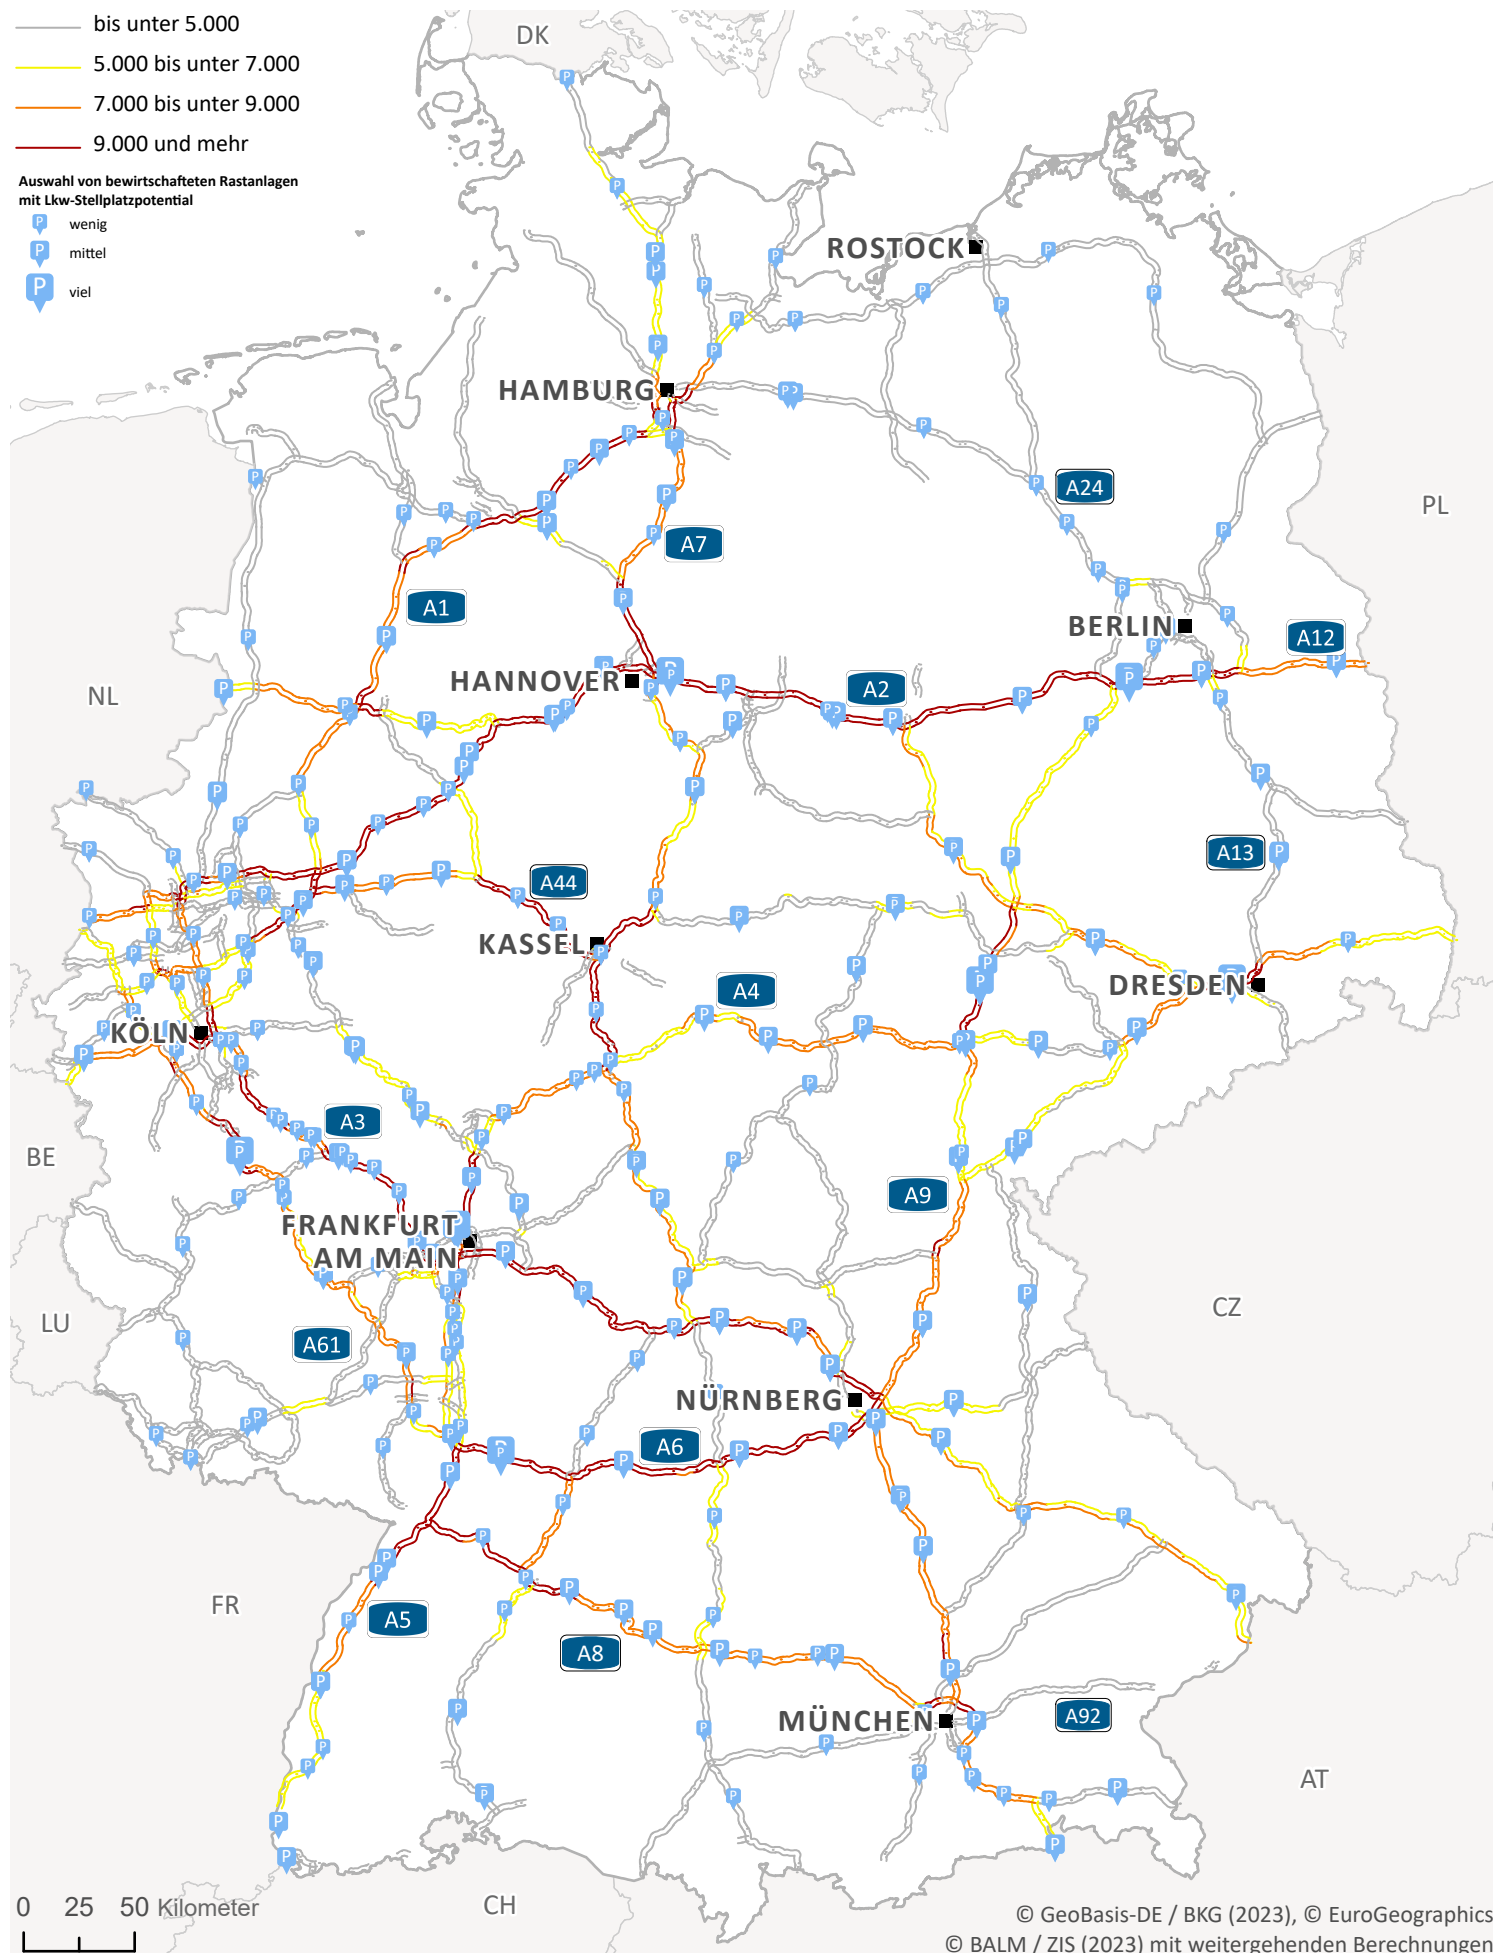 bis unter 5.000
5.000 bis unter 7.000
7.000 bis unter 9.000
9.000 und mehr
Auswahl von bewirtschafteten Rastanlagen
mit Lkw-Stellplatzpotential
P wenig
P mittel
P viel
DK
ROSTOCK
HAMBURG
A24
PL
A7
A1
BERLIN
A12
HANNOVER
A2
NL
A13
A44
KASSEL
DRESDEN
A4
KÖLN
A3
BE
A9
FRANKFURT
AM MAIN
CZ
LU
A61
NÜRNBERG
A6
FR
A5
A8
MÜNCHEN
A92
AT
CH
0 25 50 Kilometer
© GeoBasis-DE / BKG (2023), © EuroGeographics
© BALM / ZIS (2023) mit weitergehenden Berechnungen